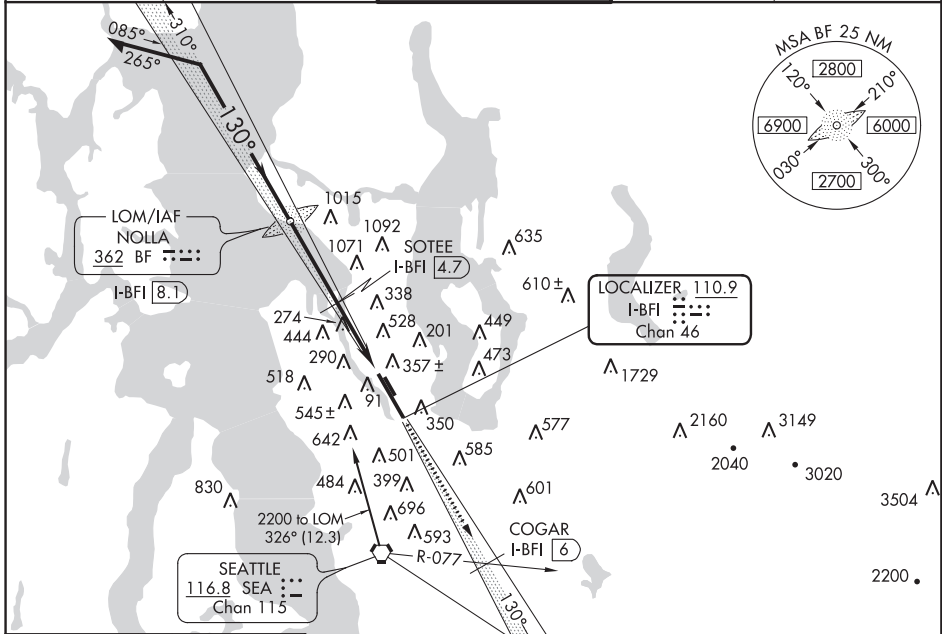 085°
265°
310°
130°
MSA BF 25 NM
120°
2800
210°
6900
6000
030°
2700
300°
LOM/IAF
NOLLA
362 BF
I-BFI 8.1
1015
1092
1071
SOTEE
I-BFI 4.7
635
610±
LOCALIZER 110.9
I-BFI
Chan 46
338
274
444
528
201
449
290
357±
473
518
91
1729
545±
350
642
577
2160
3149
501
585
2040
3020
830
484
399
601
3504
2200 to LOM
326° (12.3)
696
593
COGAR
I-BFI 6
R-077
SEATTLE
116.8 SEA
Chan 115
2200
130°